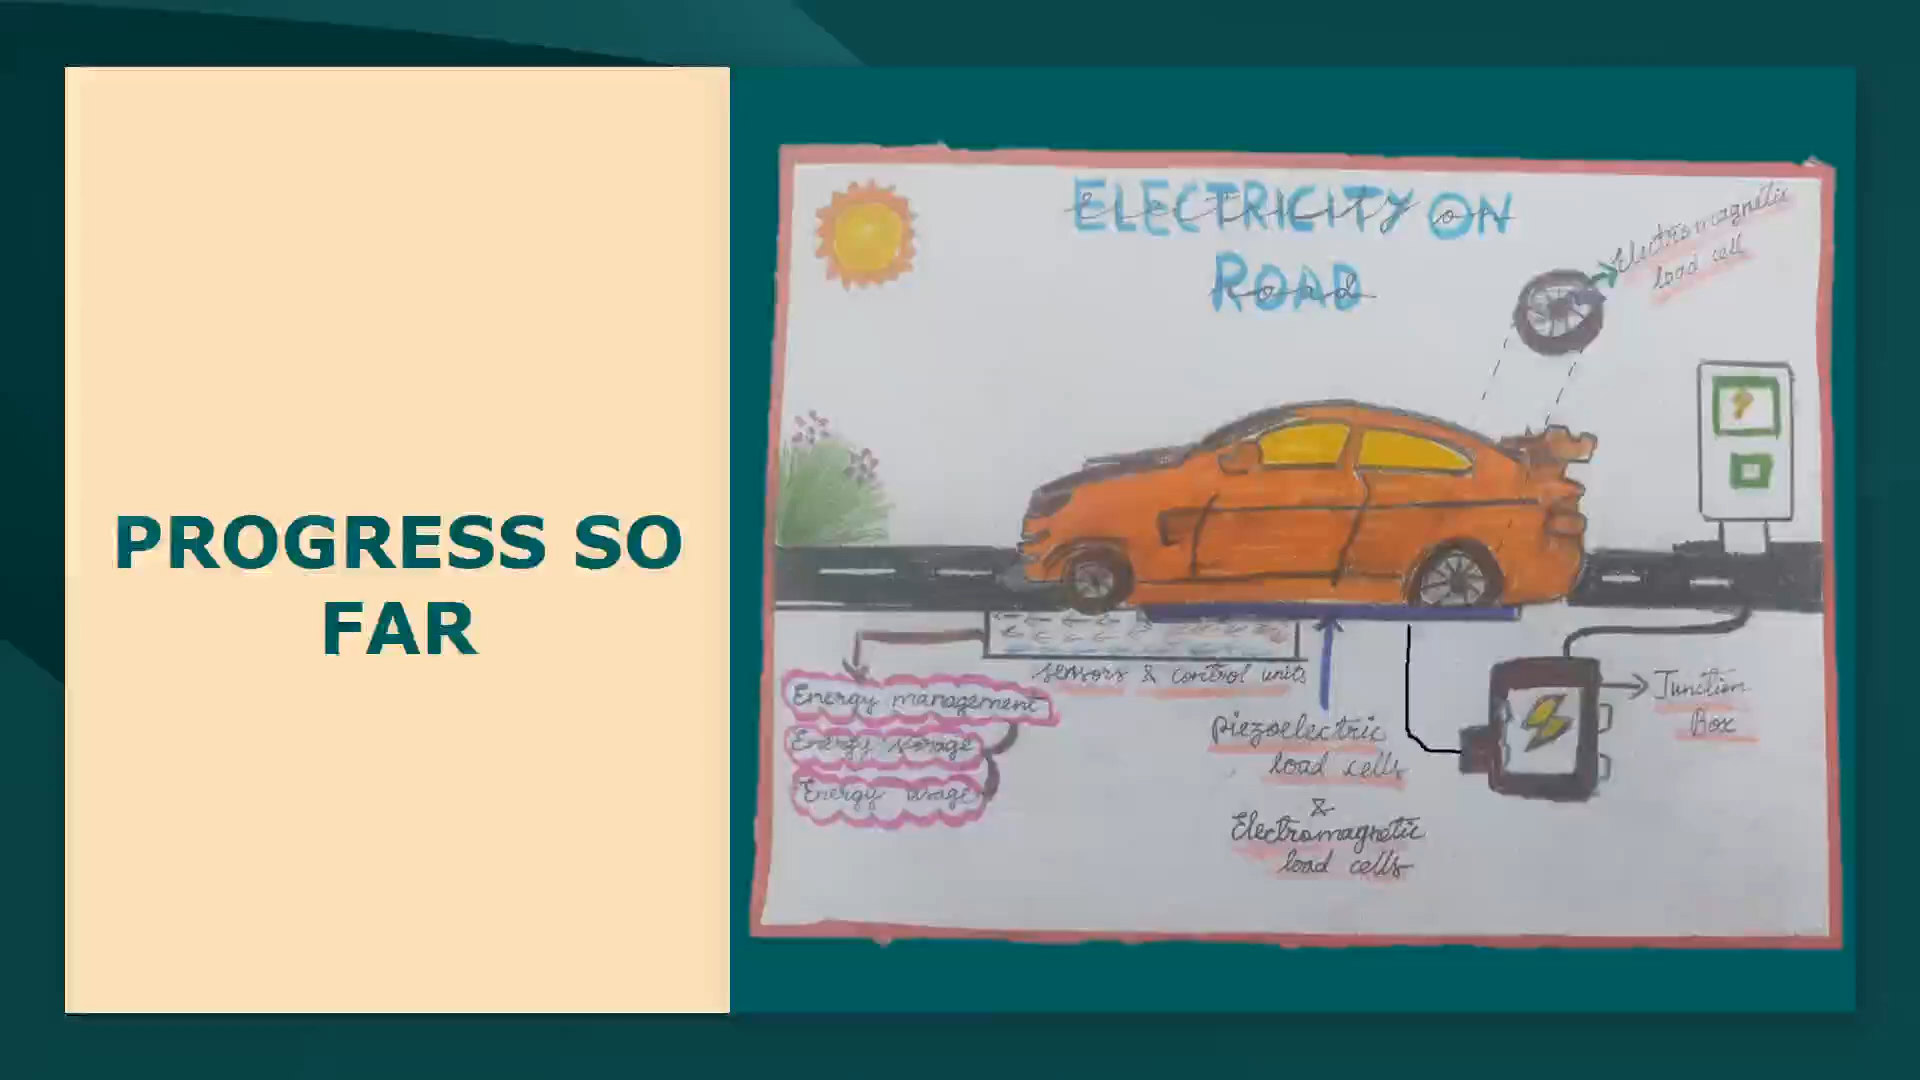 PROGRESS SO
FAR
ELECTRICITY ON
ROAD
Electromagnetic
load cell
sensors & control units
Energy management
Energy storage
Energy usage
Piezoelectric
load cells
&
Electromagnetic
load cells
Junction
Box